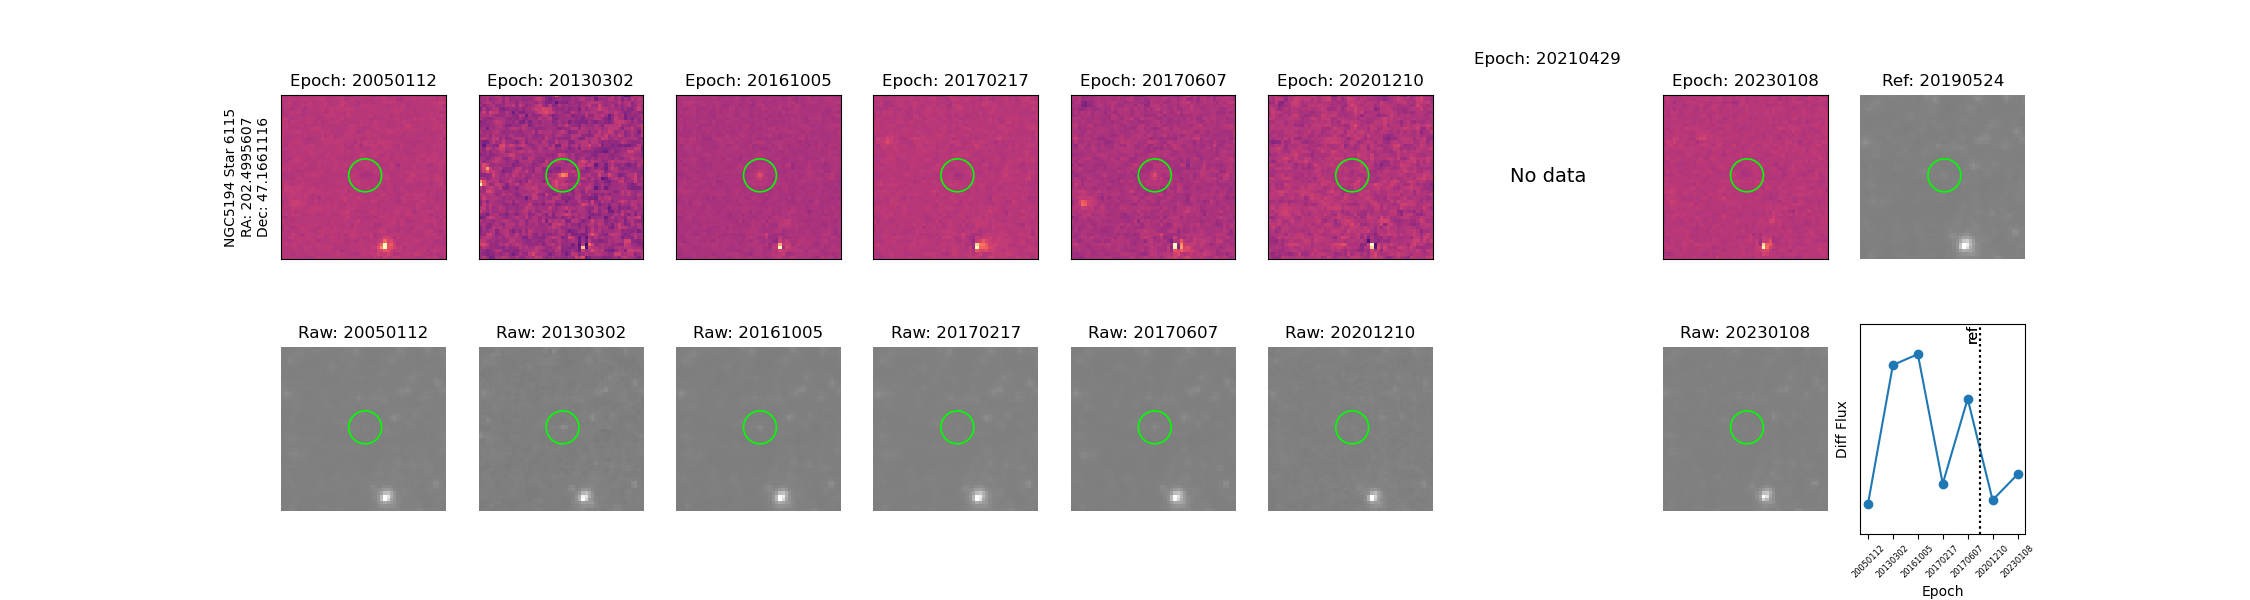 Epoch: 20210429
Epoch: 20050112
Epoch: 20130302
Epoch: 20161005
Epoch: 20170217
Epoch: 20170607
Epoch: 20201210
Epoch: 20230108
Ref: 20190524
NGC5194 Star 6115
RA: 202.4995607
Dec: 47.1661116
No data
Raw: 20050112
Raw: 20130302
Raw: 20161005
Raw: 20170217
Raw: 20170607
Raw: 20201210
Raw: 20230108
ref
Diff Flux
20050112
20130302
20161005
20170217
20170607
20201210
20230108
Epoch